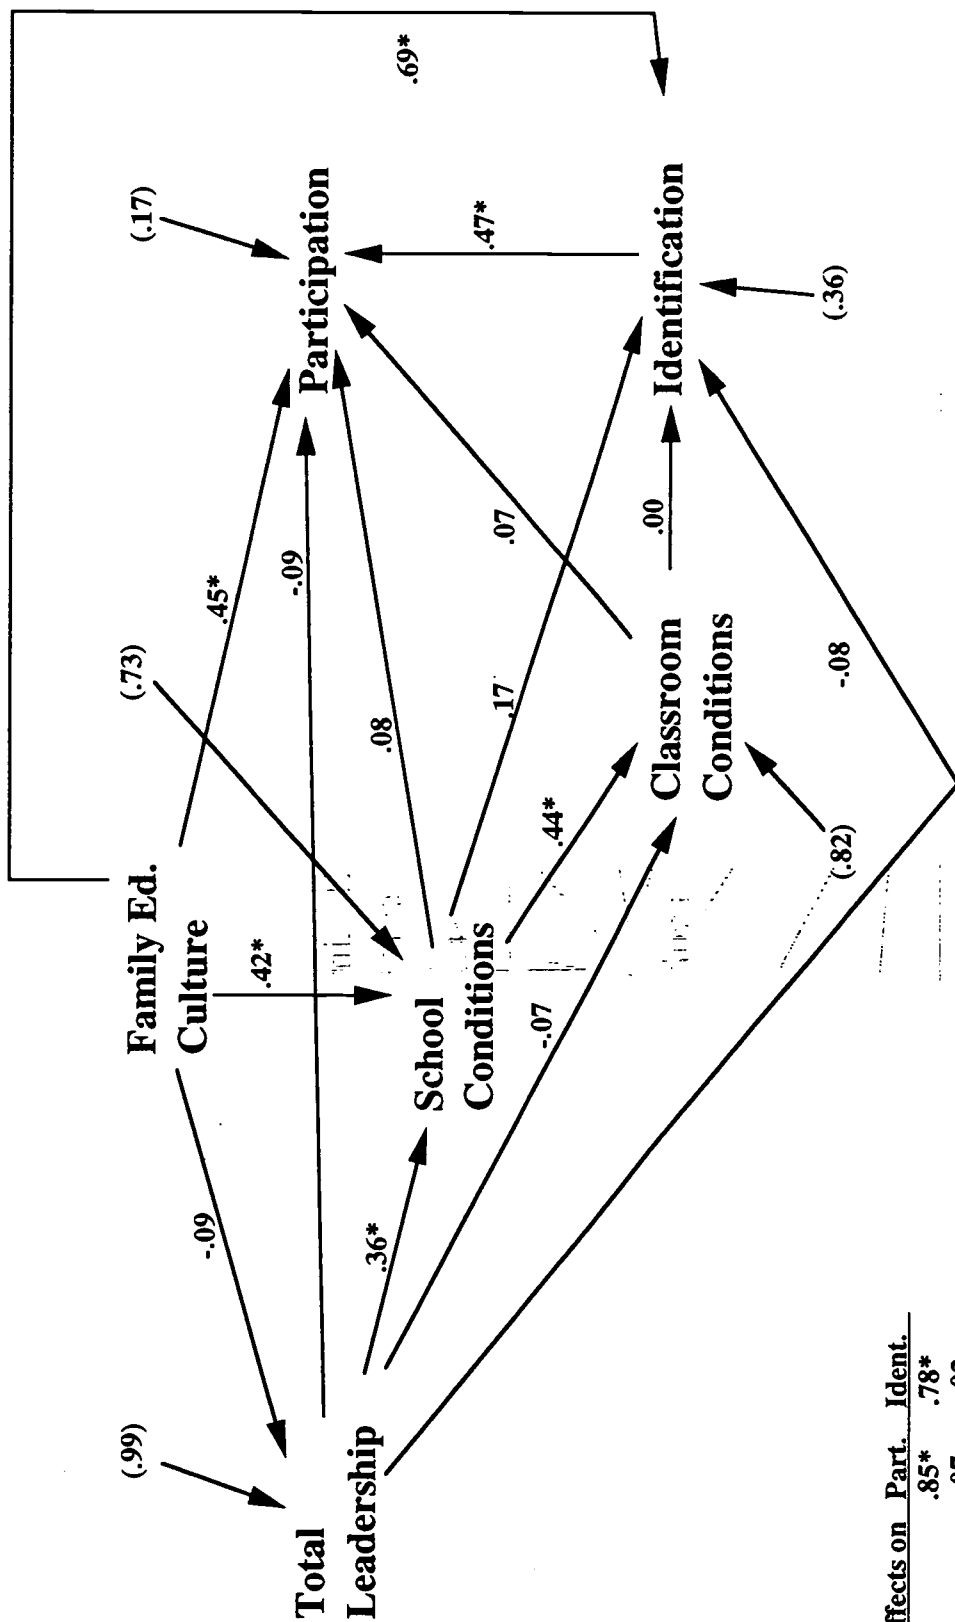 .69*
(.17)
Participation
.47*
Identification
(.36)
.45*
-.09
.07
.00
(.73)
.08
.17
Classroom
Conditions
-.08
.44*
(.82)
Family Ed.
Culture
.42*
School
Conditions
-.07
-.09
.36*
(.99)
Total
Leadership
ffects on Part. Ident.
.85* .78*